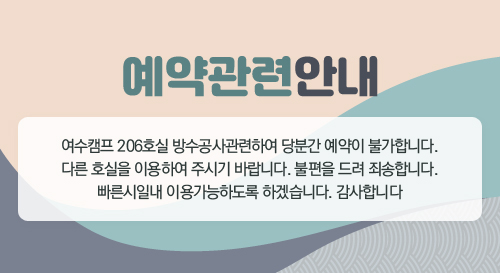 예약관련안내
여수캠프 206호실 방수공사관련하여 당분간 예약이 불가합니다.
다른 호실을 이용하여 주시기 바랍니다. 불편을 드려 죄송합니다.
빠른시일내 이용가능하도록 하겠습니다. 감사합니다